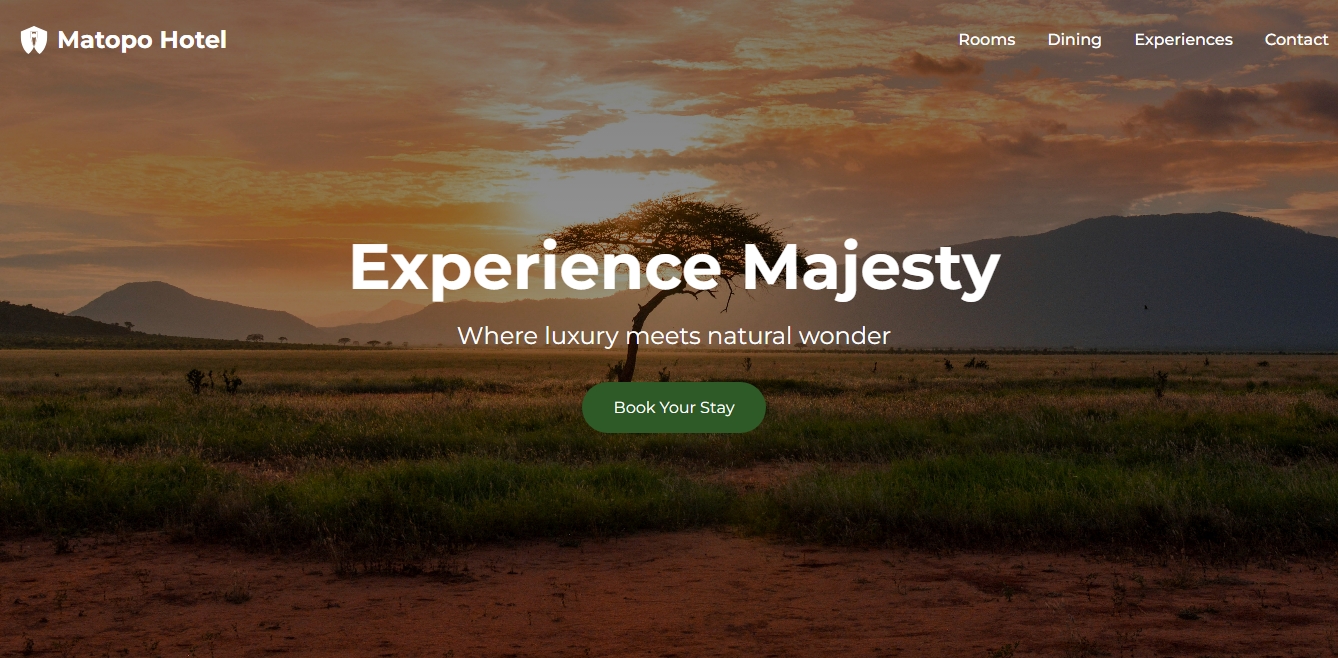 Matopo Hotel
Rooms Dining Experiences Contact
Experience Majesty
Where luxury meets natural wonder
Book Your Stay